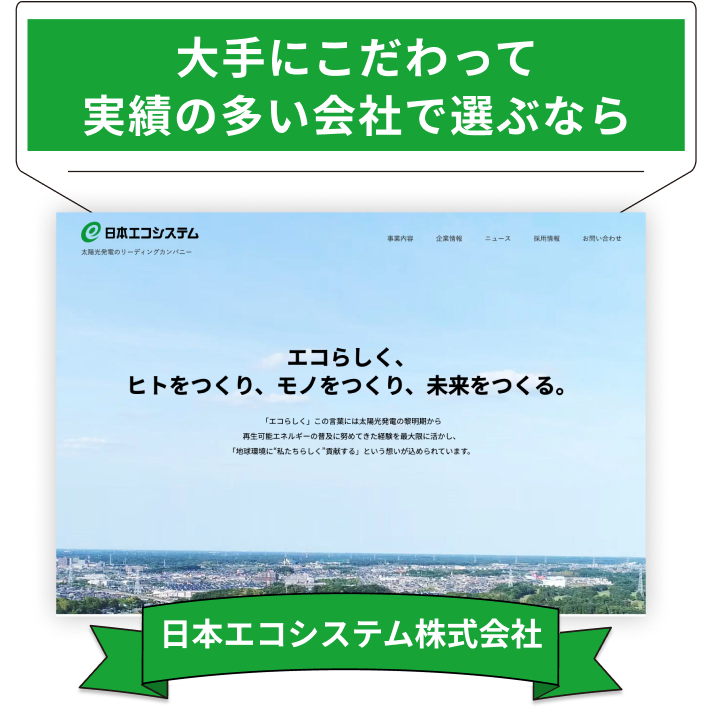 大手にこだわって
実績の多い会社で選ぶなら
日本エコシステム
太陽光発電のリーディングカンパニー
事業内容 企業情報 ニュース 採用情報 お問い合わせ
エコらしく、
ヒトをつくり、モノをつくり、未来をつくる。
「エコらしく」この言葉には太陽光発電の黎明期から
再生可能エネルギーの普及に努めてきた経験を最大限に活かし、
「地球環境に“私たちらしく”貢献する」という想いが込められています。
日本エコシステム株式会社